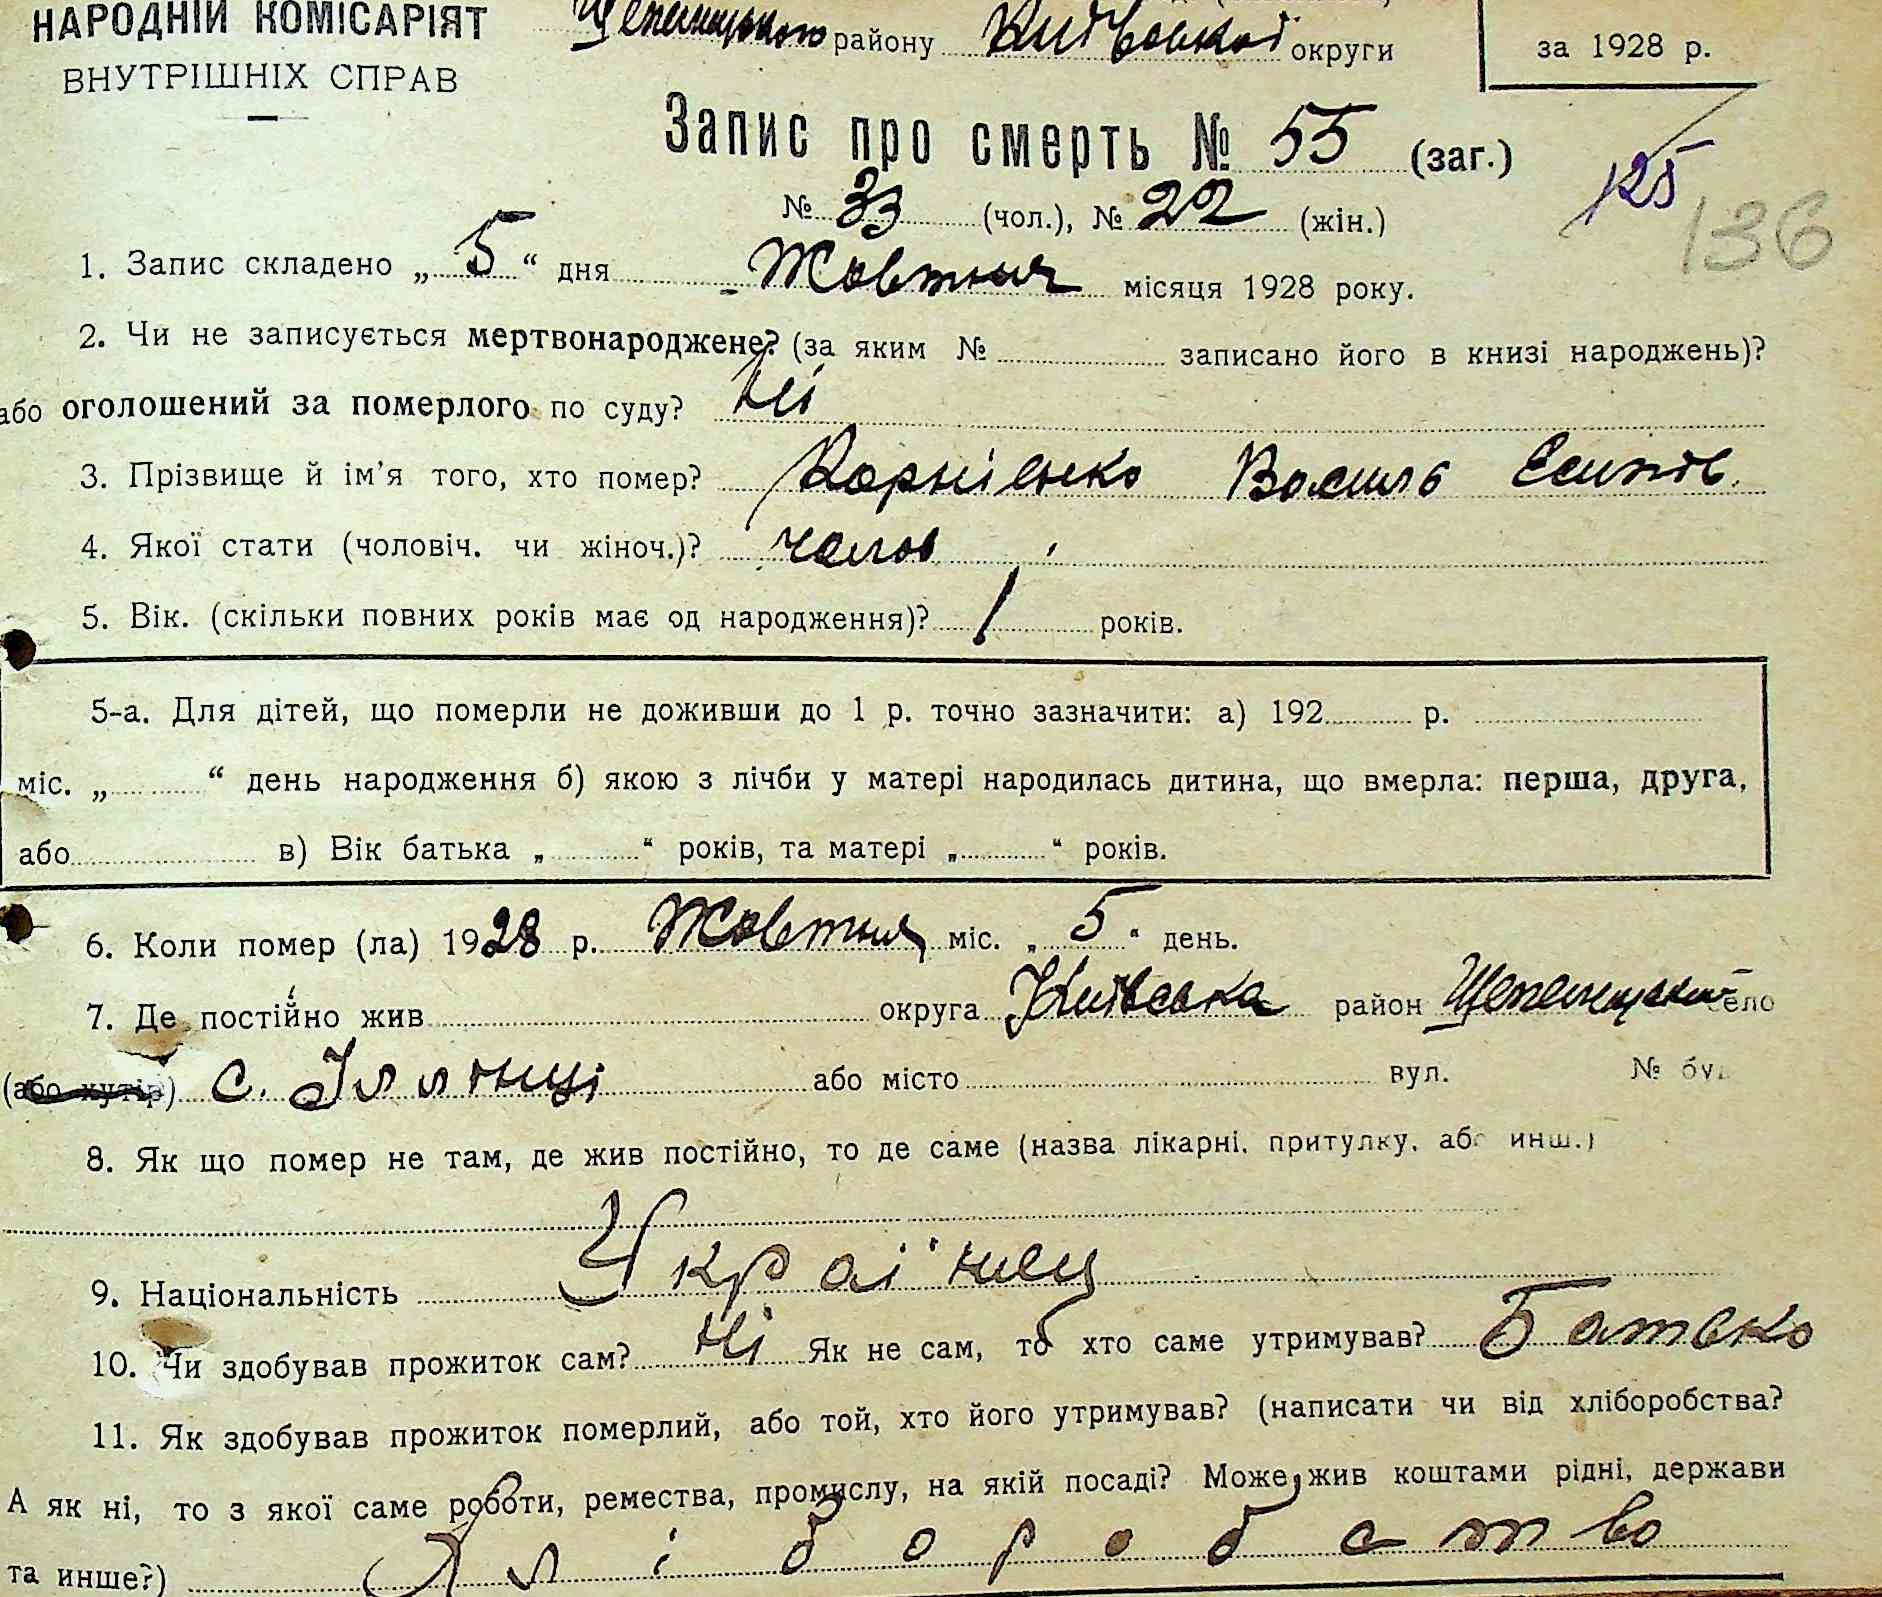 НАРОДНІЙ КОМІСАРІЯТ
ВНУТРІШНІХ СПРАВ
району Київської округи
за 1928 р.
Запис про смерть № 55 (заг.)
№ 33 (чол.), № 22 (жін.)
125
136
1. Запис складено „ 5 “ дня Жовтня місяця 1928 року.
2. Чи не записується мертвонароджене? (за яким № записано його в книзі народжень)?
або оголошений за померлого по суду? Ні
3. Прізвище й ім'я того, хто помер? Корнієнко Василь Есипов.
4. Якої стати (чоловіч. чи жіноч.)? чолов
5. Вік. (скільки повних років має од народження)? 1 років.
5-а. Для дітей, що померли не доживши до 1 р. точно зазначити: а) 192 р.
міс. „ “ день народження б) якою з лічби у матері народилась дитина, що вмерла: перша, друга,
або в) Вік батька „ “ років, та матері „ “ років.
6. Коли помер (ла) 1928 р. Жовтня міс. „ 5 “ день.
7. Де постійно жив округа Київська район село
(або хутір) с. Іллинці або місто вул. № буд
8. Як що помер не там, де жив постійно, то де саме (назва лікарні, притулку, або инш.)
9. Національність Українец
10. Чи здобував прожиток сам? Ні Як не сам, то хто саме утримував? Батько
11. Як здобував прожиток померлий, або той, хто його утримував? (написати чи від хліборобства?
А як ні, то з якої саме роботи, ремества, промислу, на якій посаді? Може, жив коштами рідні, держави
та инше?) Хліборобство